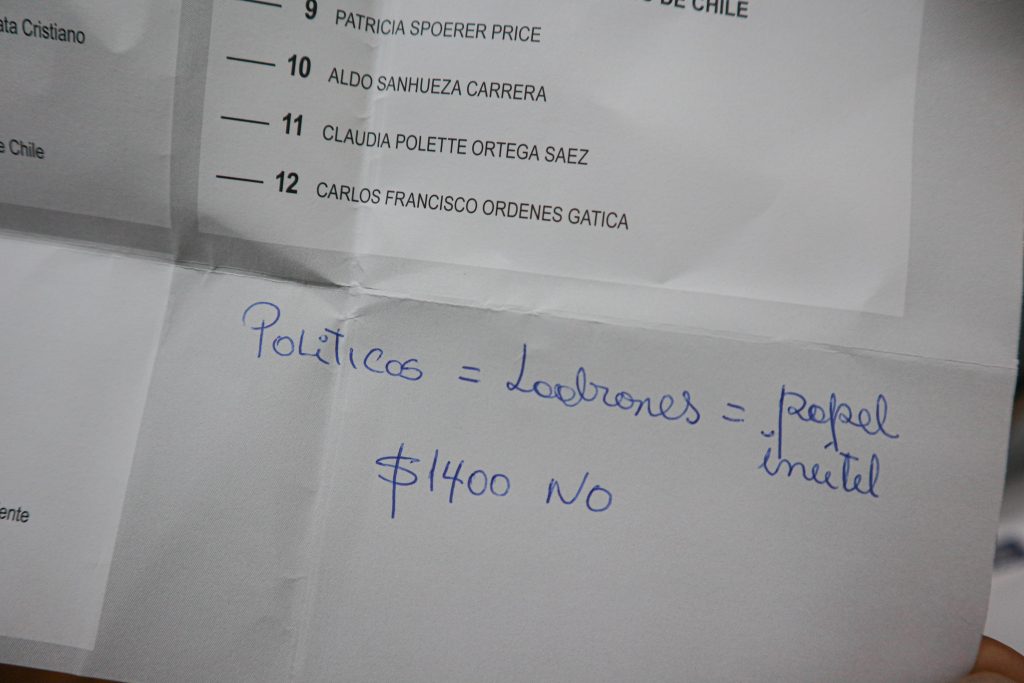 DE CHILE
ata Cristiano
9 PATRICIA SPOERER PRICE
10 ALDO SANHUEZA CARRERA
11 CLAUDIA POLETTE ORTEGA SAEZ
e Chile
12 CARLOS FRANCISCO ORDENES GATICA
Politicos = Ladrones = papel
inutil
$1400 NO
ente